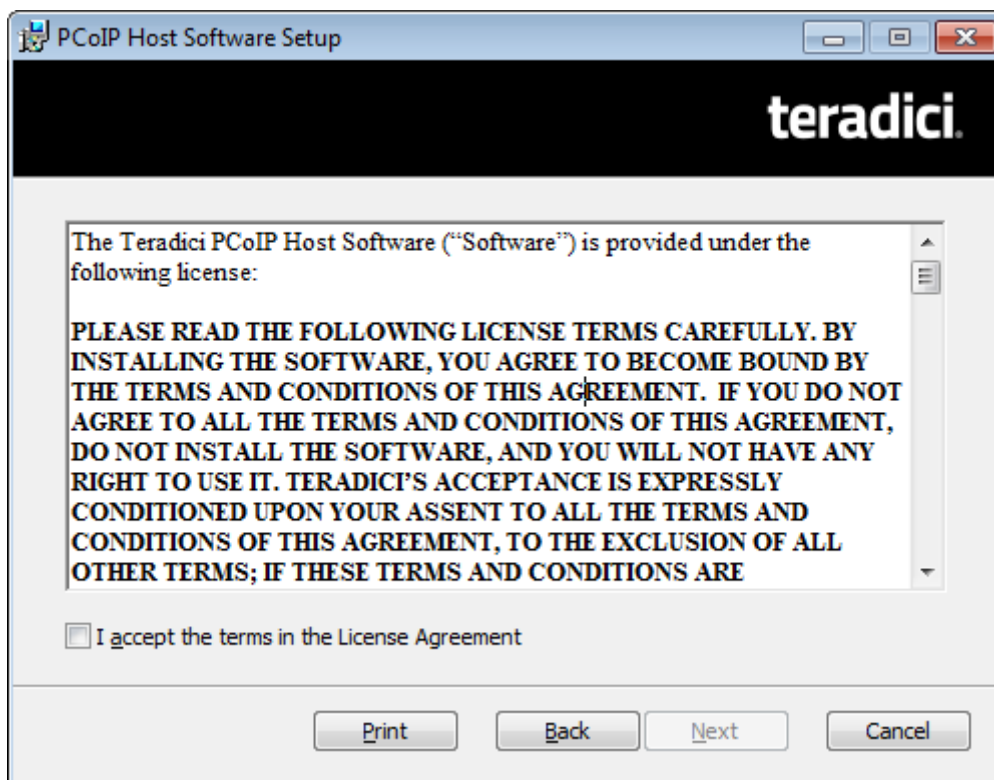 PCoIP Host Software Setup
teradici.
The Teradici PCoIP Host Software (“Software”) is provided under the
following license:
PLEASE READ THE FOLLOWING LICENSE TERMS CAREFULLY. BY
INSTALLING THE SOFTWARE, YOU AGREE TO BECOME BOUND BY
THE TERMS AND CONDITIONS OF THIS AGREEMENT.  IF YOU DO NOT
AGREE TO ALL THE TERMS AND CONDITIONS OF THIS AGREEMENT,
DO NOT INSTALL THE SOFTWARE, AND YOU WILL NOT HAVE ANY
RIGHT TO USE IT. TERADICI’S ACCEPTANCE IS EXPRESSLY
CONDITIONED UPON YOUR ASSENT TO ALL THE TERMS AND
CONDITIONS OF THIS AGREEMENT, TO THE EXCLUSION OF ALL
OTHER TERMS; IF THESE TERMS AND CONDITIONS ARE
I accept the terms in the License Agreement
Print Back Next Cancel